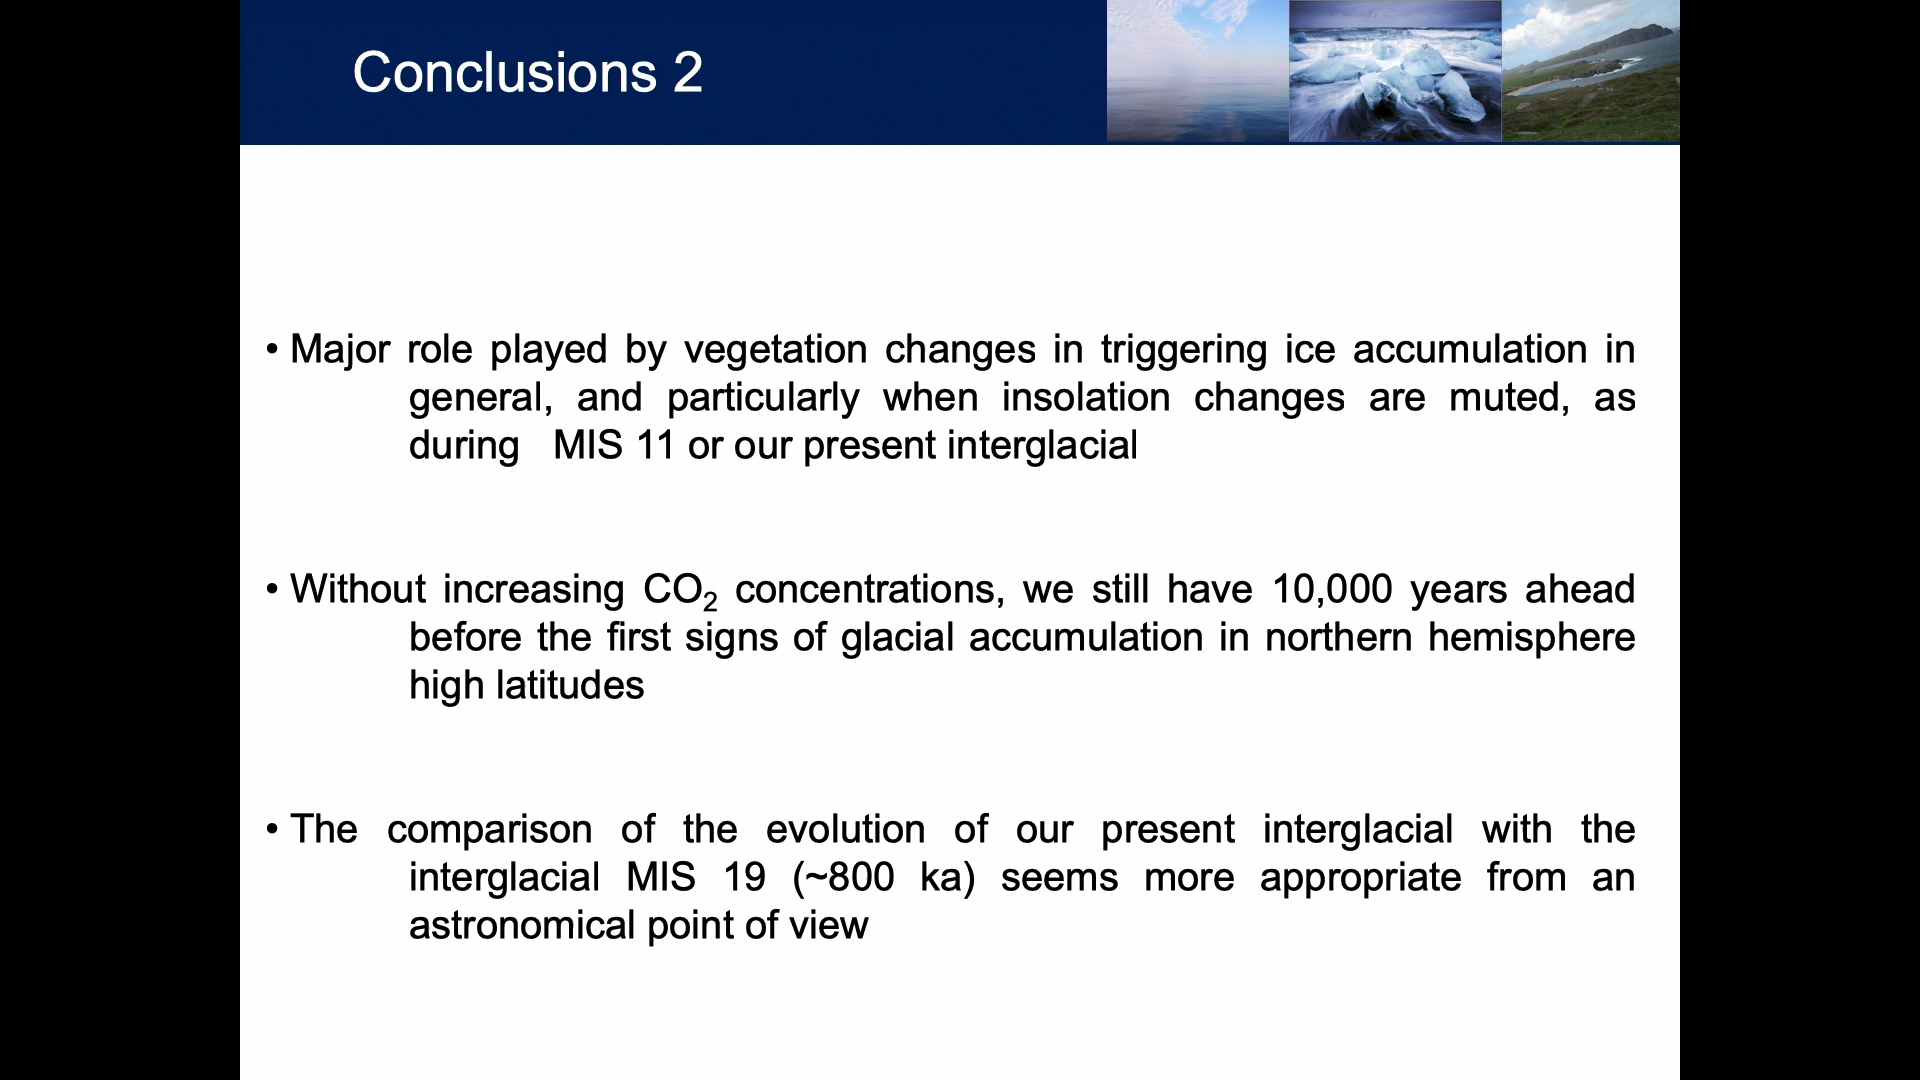 Conclusions 2
• Major role played by vegetation changes in triggering ice accumulation in
general, and particularly when insolation changes are muted, as
during MIS 11 or our present interglacial
• Without increasing CO₂ concentrations, we still have 10,000 years ahead
before the first signs of glacial accumulation in northern hemisphere
high latitudes
• The comparison of the evolution of our present interglacial with the
interglacial MIS 19 (~800 ka) seems more appropriate from an
astronomical point of view